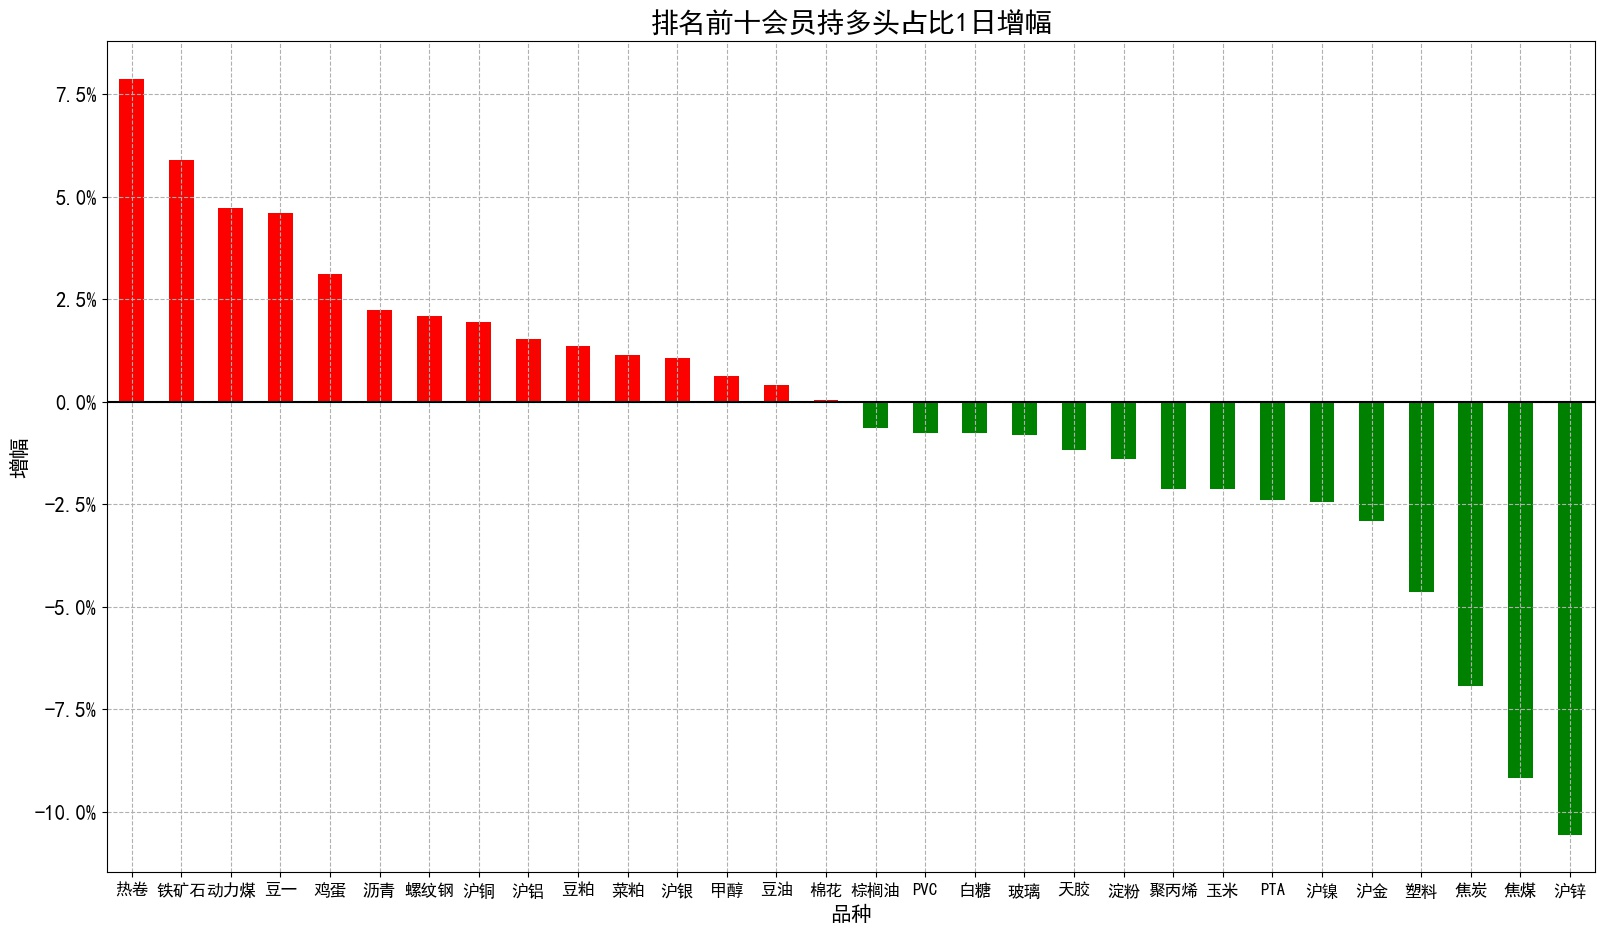 排名前十会员持多头占比1日增幅
7.5%
5.0%
2.5%
0.0%
-2.5%
-5.0%
-7.5%
-10.0%
增幅
热卷 铁矿石 动力煤 豆一 鸡蛋 沥青 螺纹钢 沪铜 沪铝 豆粕 菜粕 沪银 甲醇 豆油 棉花 棕榈油 PVC 白糖 玻璃 天胶 淀粉 聚丙烯 玉米 PTA 沪镍 沪金 塑料 焦炭 焦煤 沪锌
品种